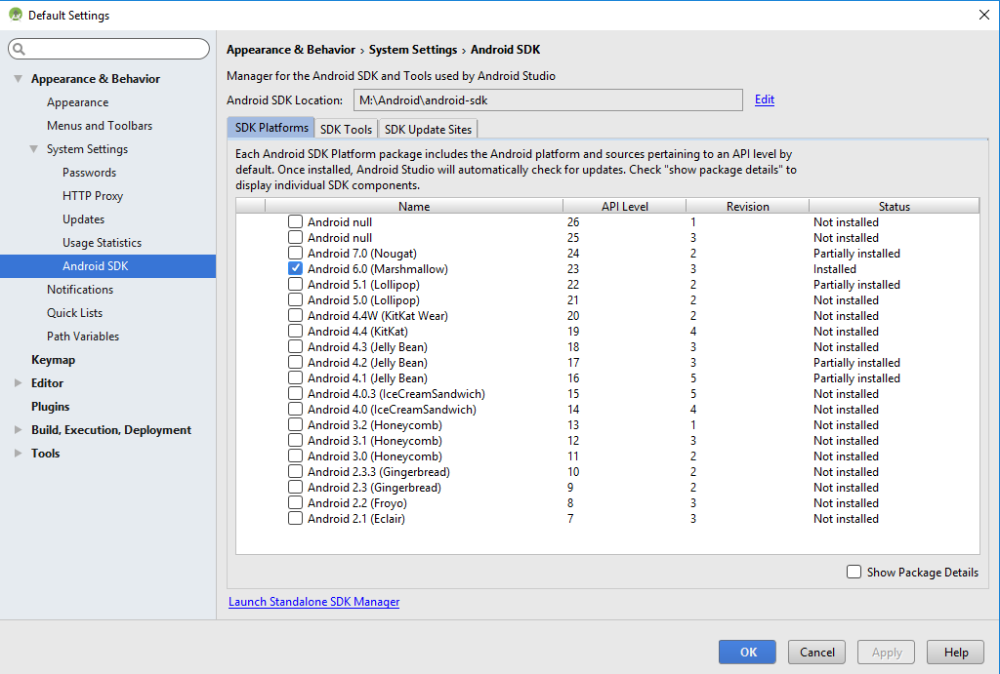 Default Settings
Appearance & Behavior › System Settings › Android SDK
Appearance & Behavior
Appearance
Menus and Toolbars
System Settings
Passwords
HTTP Proxy
Updates
Usage Statistics
Android SDK
Notifications
Quick Lists
Path Variables
Keymap
Editor
Plugins
Build, Execution, Deployment
Tools
Manager for the Android SDK and Tools used by Android Studio
Android SDK Location: M:\Android\android-sdk Edit
SDK Platforms SDK Tools SDK Update Sites
Each Android SDK Platform package includes the Android platform and sources pertaining to an API level by
default. Once installed, Android Studio will automatically check for updates. Check "show package details" to
display individual SDK components.
Name API Level Revision Status
Android null 26 1 Not installed
Android null 25 3 Not installed
Android 7.0 (Nougat) 24 2 Partially installed
Android 6.0 (Marshmallow) 23 3 Installed
Android 5.1 (Lollipop) 22 2 Partially installed
Android 5.0 (Lollipop) 21 2 Not installed
Android 4.4W (KitKat Wear) 20 2 Not installed
Android 4.4 (KitKat) 19 4 Not installed
Android 4.3 (Jelly Bean) 18 3 Not installed
Android 4.2 (Jelly Bean) 17 3 Partially installed
Android 4.1 (Jelly Bean) 16 5 Partially installed
Android 4.0.3 (IceCreamSandwich) 15 5 Not installed
Android 4.0 (IceCreamSandwich) 14 4 Not installed
Android 3.2 (Honeycomb) 13 1 Not installed
Android 3.1 (Honeycomb) 12 3 Not installed
Android 3.0 (Honeycomb) 11 2 Not installed
Android 2.3.3 (Gingerbread) 10 2 Not installed
Android 2.3 (Gingerbread) 9 2 Not installed
Android 2.2 (Froyo) 8 3 Not installed
Android 2.1 (Eclair) 7 3 Not installed
Show Package Details
Launch Standalone SDK Manager
OK Cancel Apply Help